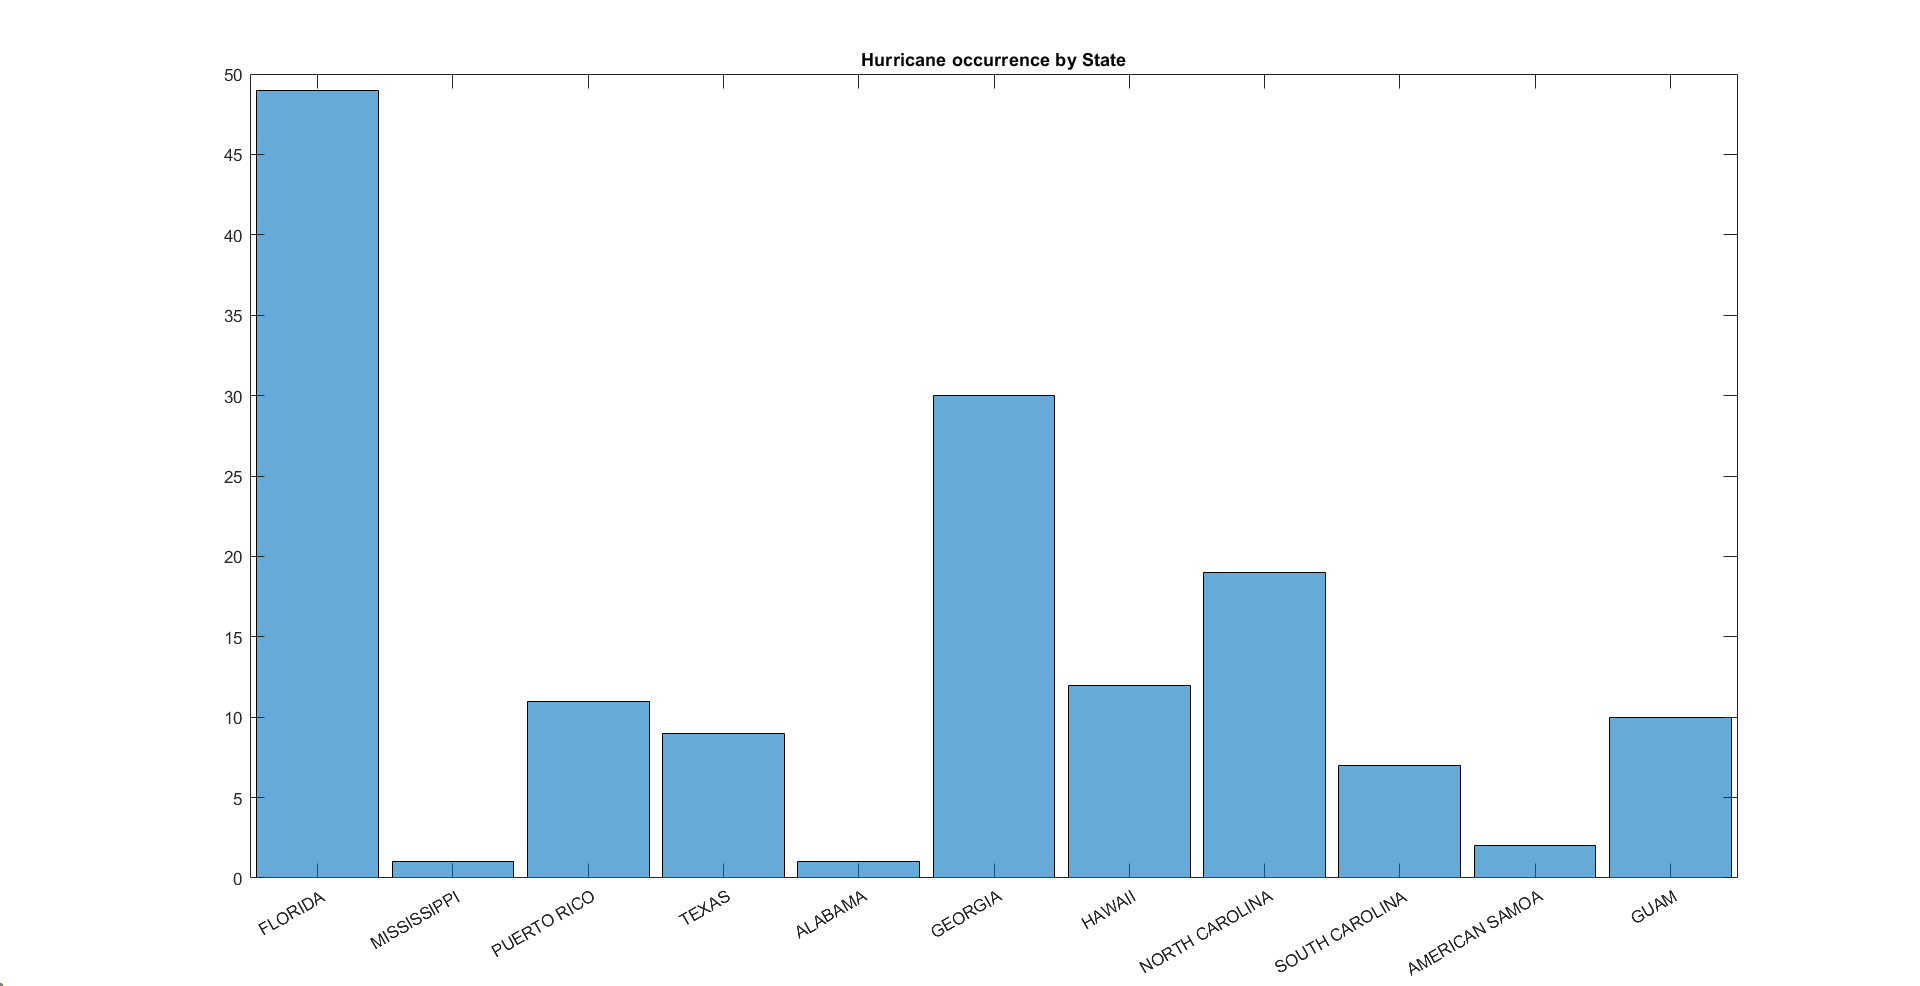 Hurricane occurrence by State
50
45
40
35
30
25
20
15
10
5
0
FLORIDA
MISSISSIPPI
PUERTO RICO
TEXAS
ALABAMA
GEORGIA
HAWAII
NORTH CAROLINA
SOUTH CAROLINA
AMERICAN SAMOA
GUAM